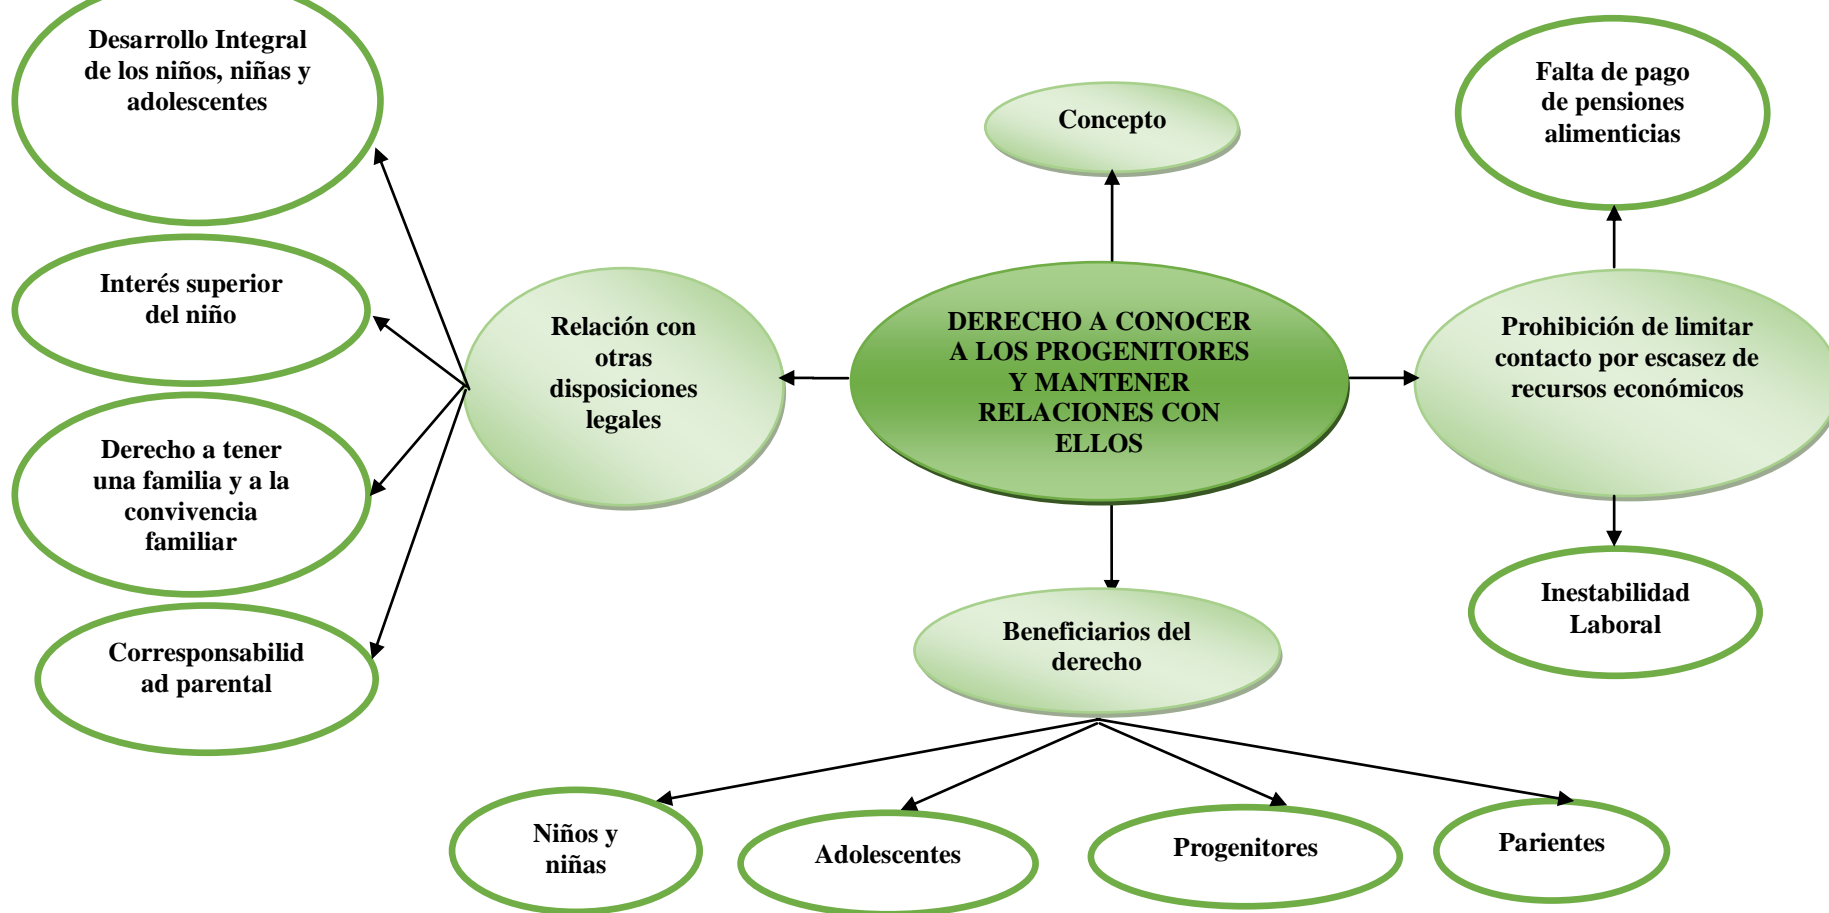 Desarrollo Integral
de los niños, niñas y
adolescentes
Concepto
Falta de pago
de pensiones
alimenticias
Interés superior
del niño
Relación con
otras
disposiciones
legales
DERECHO A CONOCER
A LOS PROGENITORES
Y MANTENER
RELACIONES CON
ELLOS
Prohibición de limitar
contacto por escasez de
recursos económicos
Derecho a tener
una familia y a la
convivencia
familiar
Inestabilidad
Laboral
Beneficiarios del
derecho
Corresponsabilid
ad parental
Niños y
niñas
Adolescentes
Progenitores
Parientes